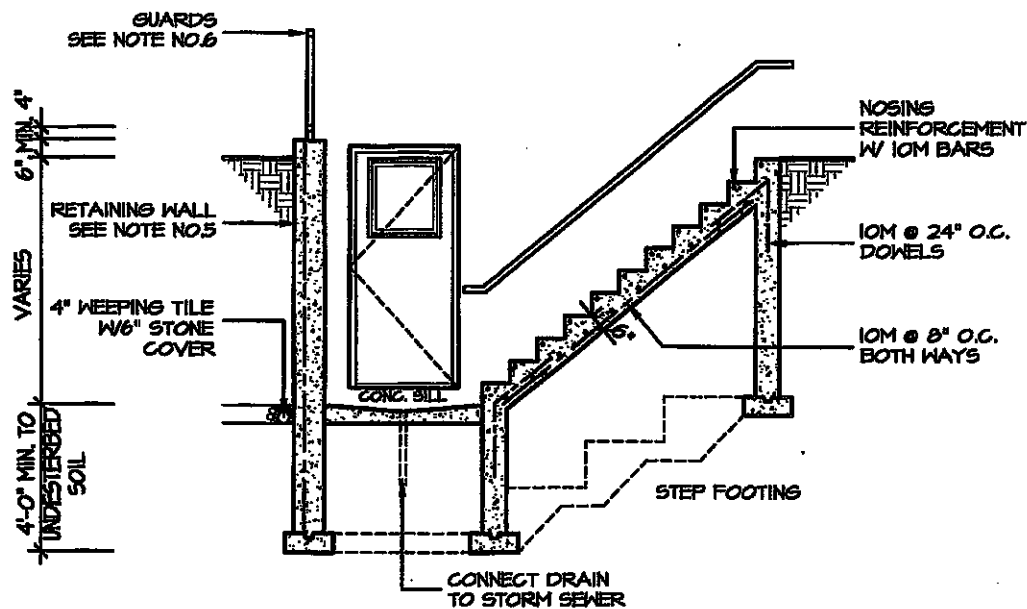 GUARDS
SEE NOTE NO.6
6" MIN. 4"
NOSING
REINFORCEMENT
W/ 10M BARS
RETAINING WALL
SEE NOTE NO.5
10M @ 24" O.C.
DOWELS
VARIES
4" WEEPING TILE
W/6" STONE
COVER
6"
10M @ 8" O.C.
BOTH WAYS
CONC. SILL
4'-0" MIN. TO
UNDESTERBED
SOIL
STEP FOOTING
CONNECT DRAIN
TO STORM SEWER